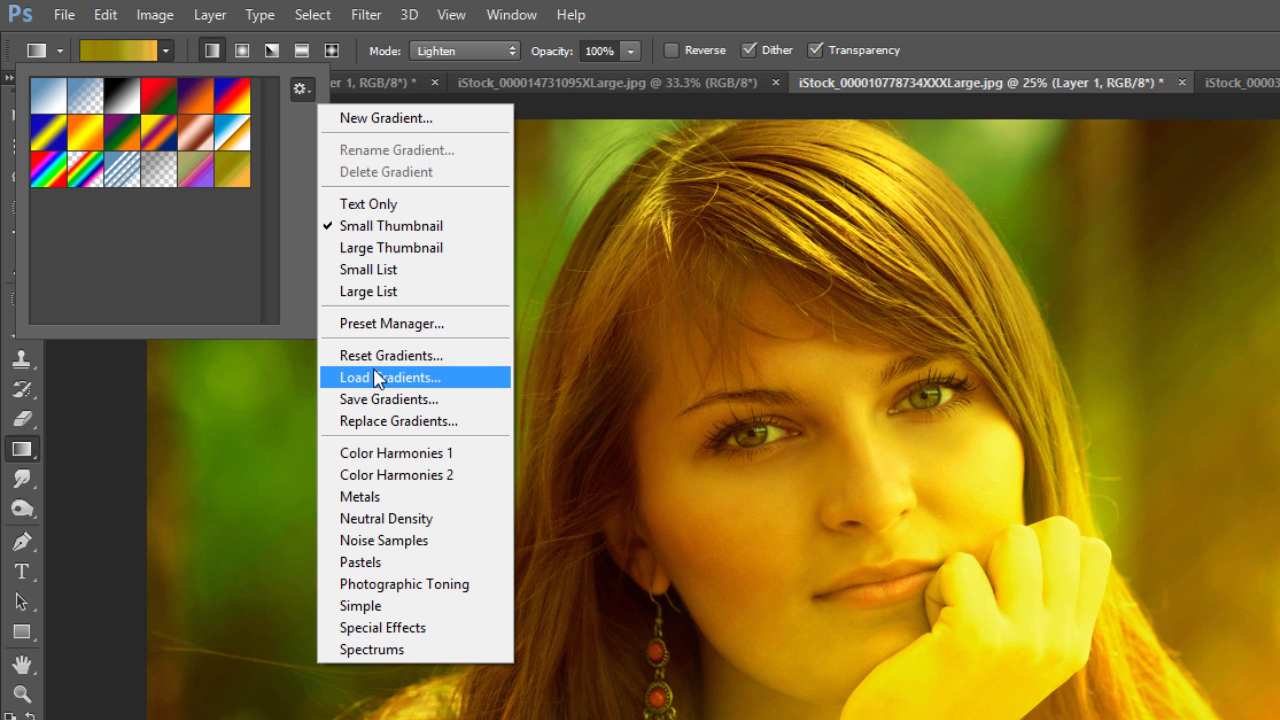 Ps File Edit Image Layer Type Select Filter 3D View Window Help
Mode: Lighten Opacity: 100% Reverse Dither Transparency
er 1, RGB/8*) * × iStock_000014731095XLarge.jpg @ 33.3% (RGB/8*) × iStock_000010778734XXXLarge.jpg @ 25% (Layer 1, RGB/8*) * × iStock_00003
New Gradient...
Rename Gradient...
Delete Gradient
Text Only
✓ Small Thumbnail
Large Thumbnail
Small List
Large List
Preset Manager...
Reset Gradients...
Load Gradients...
Save Gradients...
Replace Gradients...
Color Harmonies 1
Color Harmonies 2
Metals
Neutral Density
Noise Samples
Pastels
Photographic Toning
Simple
Special Effects
Spectrums
T